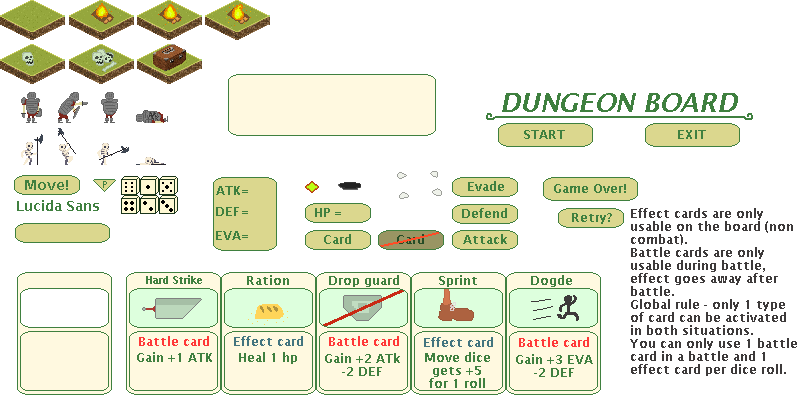 DUNGEON BOARD
START
EXIT
Move!
P
Lucida Sans
ATK=
DEF=
EVA=
HP =
Card
Card
Evade
Defend
Attack
Game Over!
Retry?
Effect cards are only
usable on the board (non
combat).
Battle cards are only
usable during battle,
effect goes away after
battle.
Global rule - only 1 type
of card can be activated
in both situations.
You can only use 1 battle
card in a battle and 1
effect card per dice roll.
Hard Strike
Battle card
Gain +1 ATK
Ration
Effect card
Heal 1 hp
Drop guard
Battle card
Gain +2 ATk
-2 DEF
Sprint
Effect card
Move dice
gets +5
for 1 roll
Dogde
Battle card
Gain +3 EVA
-2 DEF